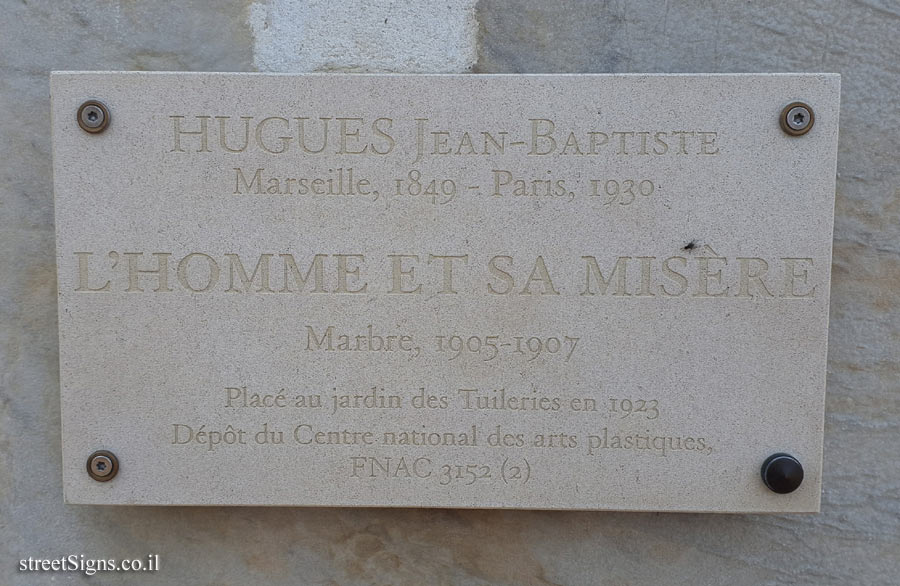 HUGUES Jean-Baptiste
Marseille, 1849 - Paris, 1930
L'HOMME ET SA MISÈRE
Marbre, 1905-1907
Placé au jardin des Tuileries en 1923
Dépôt du Centre national des arts plastiques,
FNAC 3152 (2)
streetSigns.co.il